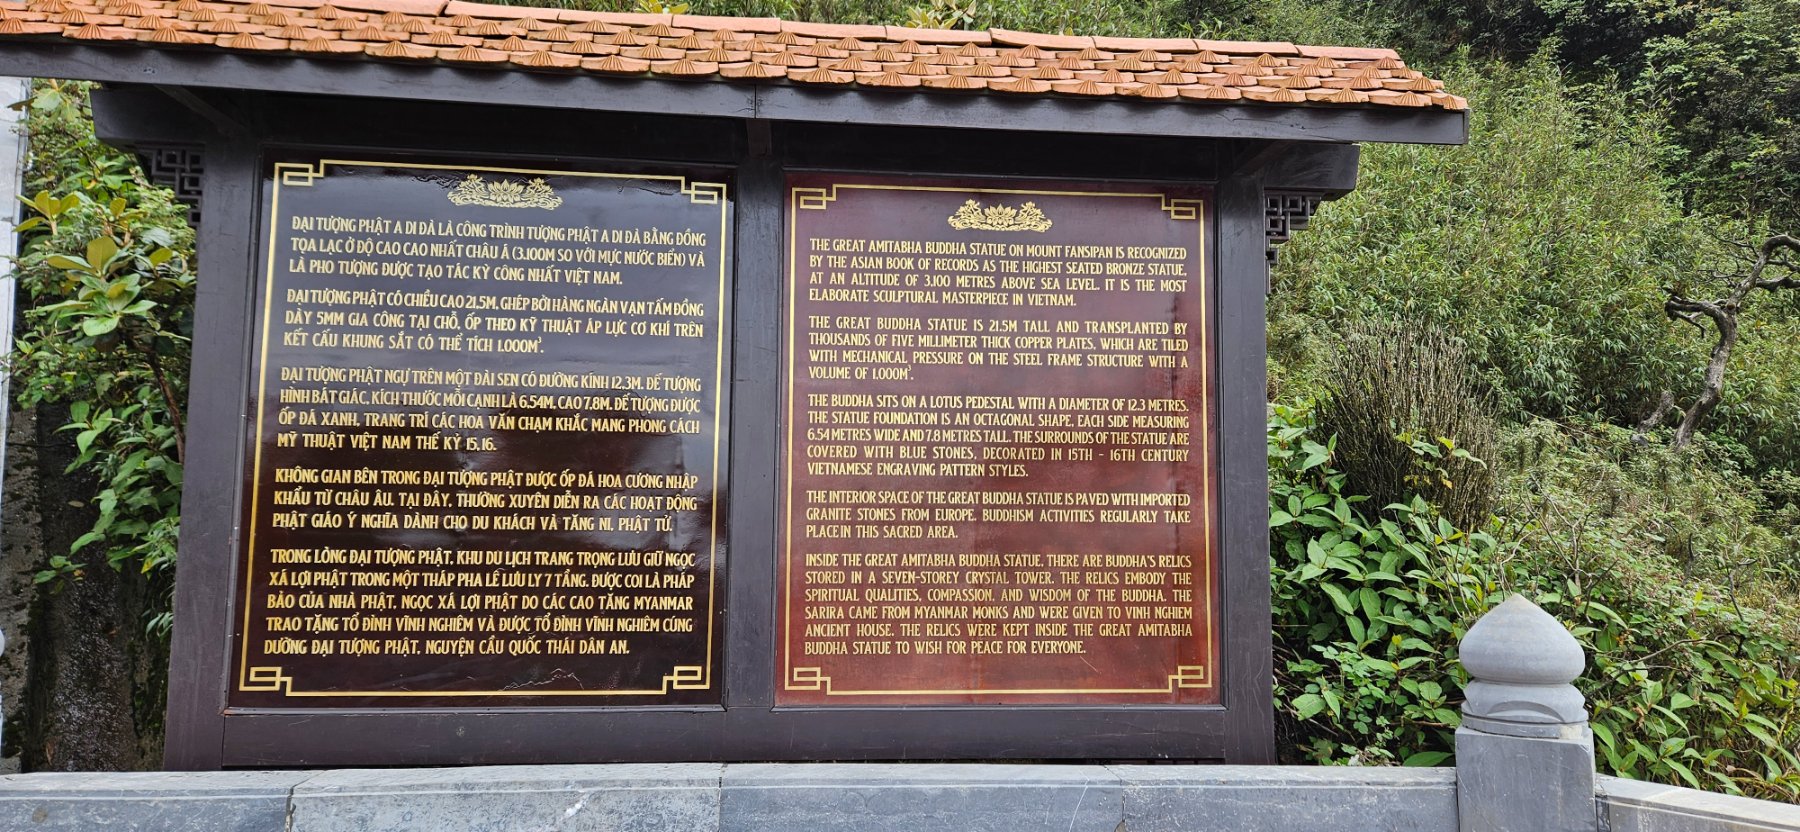 ĐẠI TƯỢNG PHẬT A DI ĐÀ LÀ CÔNG TRÌNH TƯỢNG PHẬT A DI ĐÀ BẰNG ĐỒNG
TỌA LẠC Ở ĐỘ CAO CAO NHẤT CHÂU Á (3.100M SO VỚI MỰC NƯỚC BIỂN) VÀ
LÀ PHO TƯỢNG ĐƯỢC TẠO TÁC KỲ CÔNG NHẤT VIỆT NAM.
ĐẠI TƯỢNG PHẬT CÓ CHIỀU CAO 21.5M, GHÉP BỞI HÀNG NGÀN VẠN TẤM ĐỒNG
DÀY 5MM GIA CÔNG TẠI CHỖ, ỐP THEO KỸ THUẬT ÁP LỰC CƠ KHÍ TRÊN
KẾT CẤU KHUNG SẮT CÓ THỂ TÍCH 1.000M³.
ĐẠI TƯỢNG PHẬT NGỰ TRÊN MỘT ĐÀI SEN CÓ ĐƯỜNG KÍNH 12.3M. ĐẾ TƯỢNG
HÌNH BÁT GIÁC, KÍCH THƯỚC MỖI CẠNH LÀ 6.54M, CAO 7.8M. ĐẾ TƯỢNG ĐƯỢC
ỐP ĐÁ XANH, TRANG TRÍ CÁC HOA VĂN CHẠM KHẮC MANG PHONG CÁCH
MỸ THUẬT VIỆT NAM THẾ KỶ 15,16.
KHÔNG GIAN BÊN TRONG ĐẠI TƯỢNG PHẬT ĐƯỢC ỐP ĐÁ HOA CƯƠNG NHẬP
KHẨU TỪ CHÂU ÂU. TẠI ĐÂY, THƯỜNG XUYÊN DIỄN RA CÁC HOẠT ĐỘNG
PHẬT GIÁO Ý NGHĨA DÀNH CHO DU KHÁCH VÀ TĂNG NI, PHẬT TỬ.
TRONG LÒNG ĐẠI TƯỢNG PHẬT, KHU DU LỊCH TRANG TRỌNG LƯU GIỮ NGỌC
XÁ LỢI PHẬT TRONG MỘT THÁP PHA LÊ LƯU LY 7 TẦNG. ĐƯỢC COI LÀ PHÁP
BẢO CỦA NHÀ PHẬT, NGỌC XÁ LỢI PHẬT DO CÁC CAO TĂNG MYANMAR
TRAO TẶNG TỔ ĐÌNH VĨNH NGHIÊM VÀ ĐƯỢC TỔ ĐÌNH VĨNH NGHIÊM CÚNG
DƯỜNG ĐẠI TƯỢNG PHẬT, NGUYỆN CẦU QUỐC THÁI DÂN AN.
THE GREAT AMITABHA BUDDHA STATUE ON MOUNT FANSIPAN IS RECOGNIZED
BY THE ASIAN BOOK OF RECORDS AS THE HIGHEST SEATED BRONZE STATUE,
AT AN ALTITUDE OF 3,100 METRES ABOVE SEA LEVEL. IT IS THE MOST
ELABORATE SCULPTURAL MASTERPIECE IN VIETNAM.
THE GREAT BUDDHA STATUE IS 21.5M TALL AND TRANSPLANTED BY
THOUSANDS OF FIVE MILLIMETER THICK COPPER PLATES, WHICH ARE TILED
WITH MECHANICAL PRESSURE ON THE STEEL FRAME STRUCTURE WITH A
VOLUME OF 1.000M³.
THE BUDDHA SITS ON A LOTUS PEDESTAL WITH A DIAMETER OF 12.3 METRES.
THE STATUE FOUNDATION IS AN OCTAGONAL SHAPE, EACH SIDE MEASURING
6.54 METRES WIDE AND 7.8 METRES TALL. THE SURROUNDS OF THE STATUE ARE
COVERED WITH BLUE STONES, DECORATED IN 15TH - 16TH CENTURY
VIETNAMESE ENGRAVING PATTERN STYLES.
THE INTERIOR SPACE OF THE GREAT BUDDHA STATUE IS PAVED WITH IMPORTED
GRANITE STONES FROM EUROPE. BUDDHISM ACTIVITIES REGULARLY TAKE
PLACE IN THIS SACRED AREA.
INSIDE THE GREAT AMITABHA BUDDHA STATUE, THERE ARE BUDDHA'S RELICS
STORED IN A SEVEN-STOREY CRYSTAL TOWER. THE RELICS EMBODY THE
SPIRITUAL QUALITIES, COMPASSION, AND WISDOM OF THE BUDDHA. THE
SARIRA CAME FROM MYANMAR MONKS AND WERE GIVEN TO VINH NGHIEM
ANCIENT HOUSE. THE RELICS WERE KEPT INSIDE THE GREAT AMITABHA
BUDDHA STATUE TO WISH FOR PEACE FOR EVERYONE.